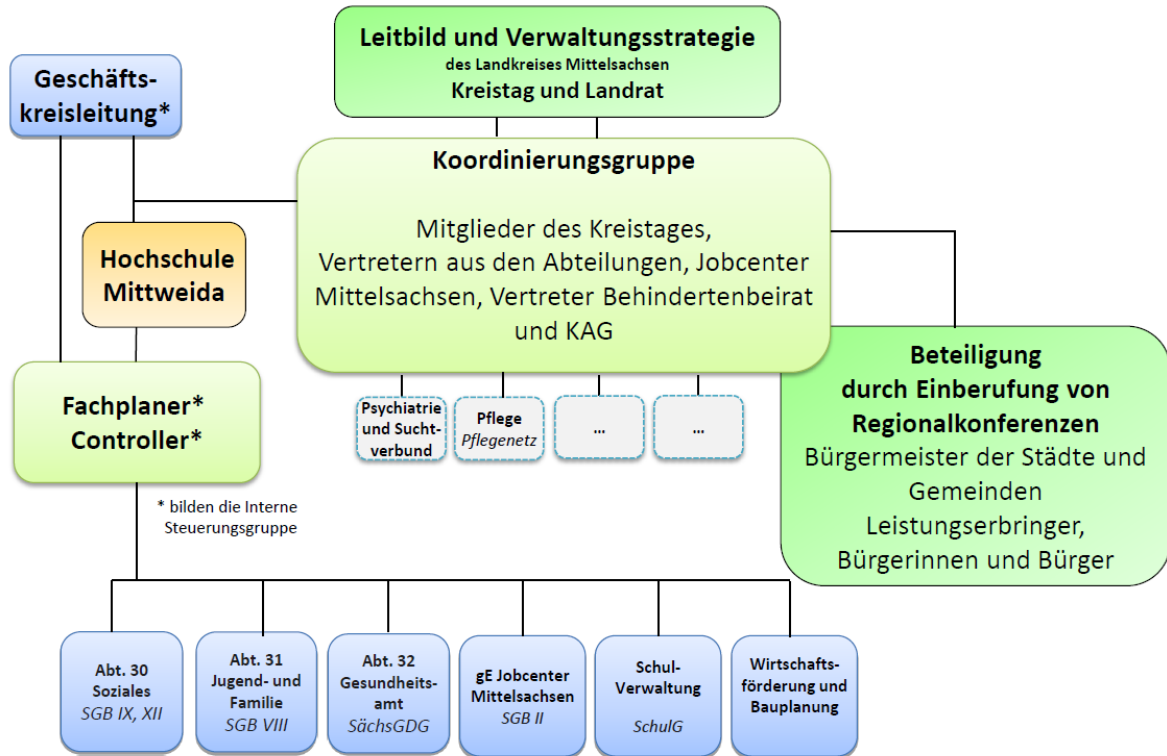 Leitbild und Verwaltungsstrategie
des Landkreises Mittelsachsen
Kreistag und Landrat
Geschäfts-
kreisleitung*
Koordinierungsgruppe
Mitglieder des Kreistages,
Vertretern aus den Abteilungen, Jobcenter
Mittelsachsen, Vertreter Behindertenbeirat
und KAG
Hochschule
Mittweida
Fachplaner*
Controller*
Psychiatrie
und Sucht-
verbund
Pflege
Pflegenetz
...
...
Beteiligung
durch Einberufung von
Regionalkonferenzen
Bürgermeister der Städte und
Gemeinden
Leistungserbringer,
Bürgerinnen und Bürger
* bilden die Interne
Steuerungsgruppe
Abt. 30
Soziales
SGB IX, XII
Abt. 31
Jugend- und
Familie
SGB VIII
Abt. 32
Gesundheits-
amt
SächsGDG
gE Jobcenter
Mittelsachsen
SGB II
Schul-
Verwaltung
SchulG
Wirtschafts-
förderung und
Bauplanung